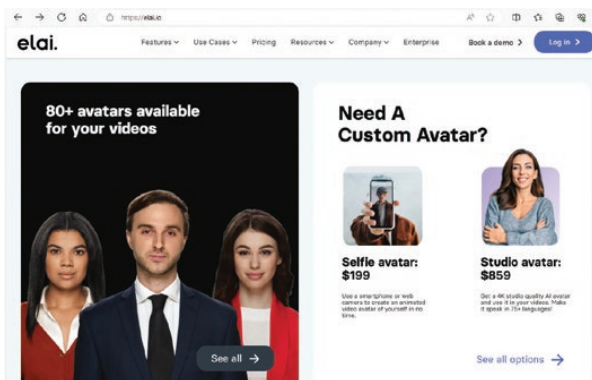 https://elai.io
elai.
Features
Use Cases
Pricing
Resources
Company
Enterprise
Book a demo
Log in
80+ avatars available
for your videos
See all
Need A
Custom Avatar?
Selfie avatar:
$199
Use a smartphone or web
camera to create an animated
video avatar of yourself in no
time.
Studio avatar:
$859
Get a 4K studio quality AI avatar
and use it in your videos. Make
it speak in 75+ languages!
See all options